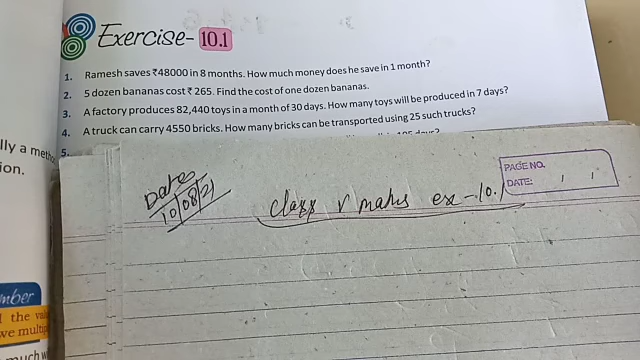 Exercise- 10.1
1. Ramesh saves ₹48000 in 8 months. How much money does he save in 1 month?
2. 5 dozen bananas cost ₹ 265. Find the cost of one dozen bananas.
3. A factory produces 82,440 toys in a month of 30 days. How many toys will be produced in 7 days?
4. A truck can carry 4550 bricks. How many bricks can be transported using 25 such trucks?
5.
lly a metho
ion.
PAGE NO.
DATE:
Date
10/08/21
class V maths ex-10.1
mber
the val
ve multip
much w